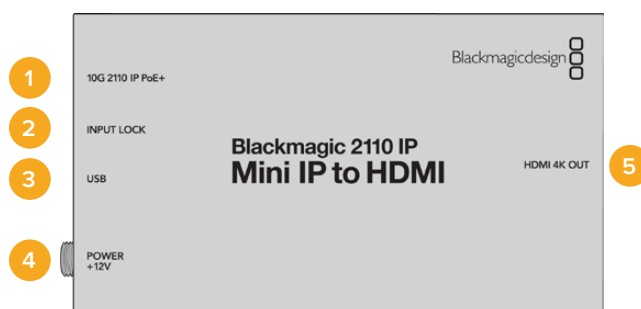 Blackmagicdesign
1
10G 2110 IP PoE+
2
INPUT LOCK
3
USB
Blackmagic 2110 IP
Mini IP to HDMI
HDMI 4K OUT
5
4
POWER
+12V